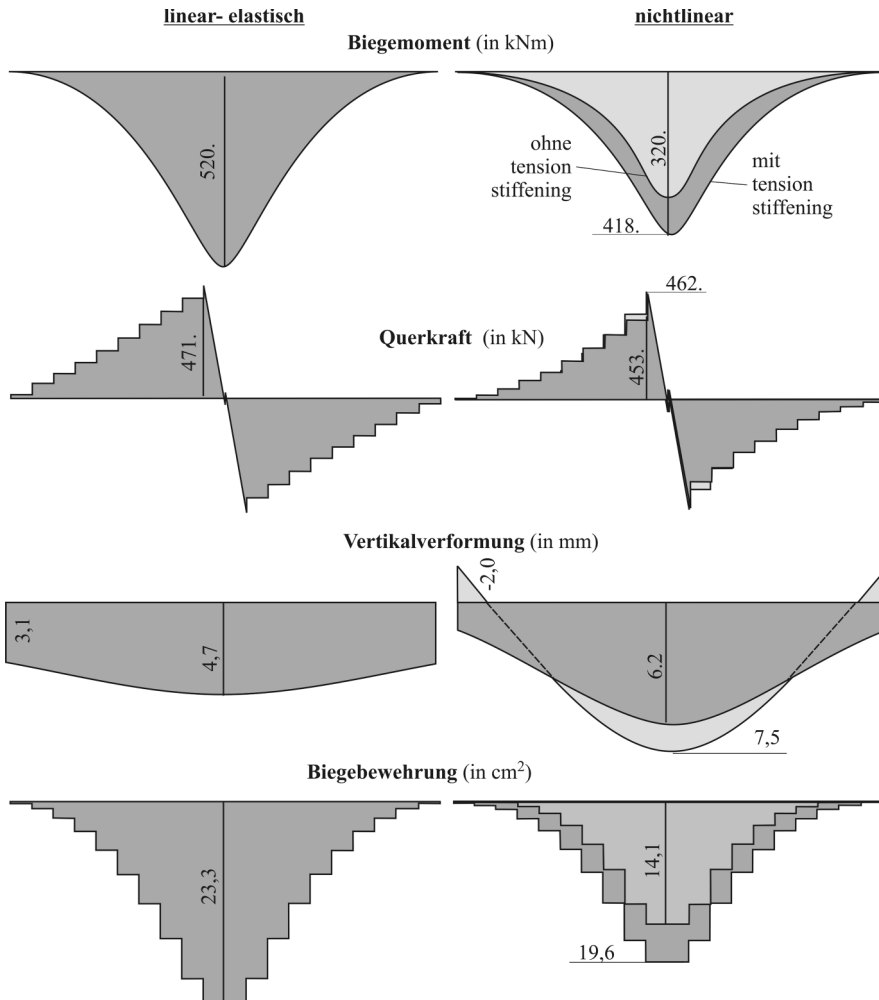 linear- elastisch
nichtlinear
Biegemoment (in kNm)
520.
320.
ohne
tension
stiffening
mit
tension
stiffening
418.
462.
Querkraft (in kN)
471.
453.
Vertikalverformung (in mm)
-2,0
3,1
4,7
6.2
7,5
Biegebewehrung (in cm²)
23,3
14,1
19,6